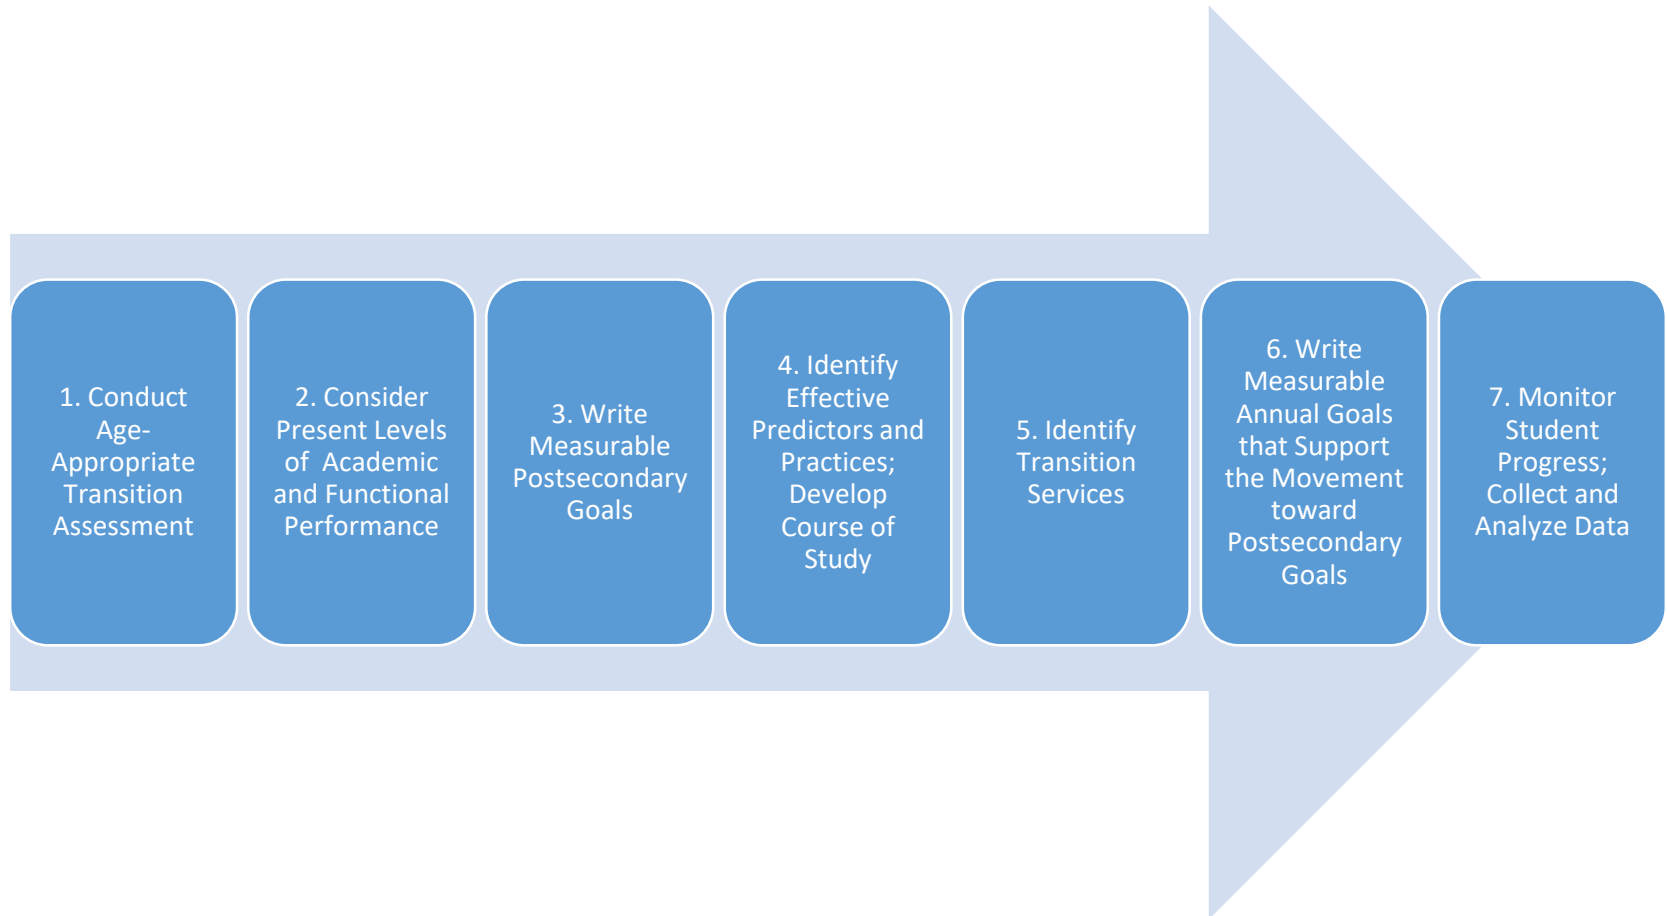 1. Conduct
Age-
Appropriate
Transition
Assessment
2. Consider
Present Levels
of Academic
and Functional
Performance
3. Write
Measurable
Postsecondary
Goals
4. Identify
Effective
Predictors and
Practices;
Develop
Course of
Study
5. Identify
Transition
Services
6. Write
Measurable
Annual Goals
that Support
the Movement
toward
Postsecondary
Goals
7. Monitor
Student
Progress;
Collect and
Analyze Data